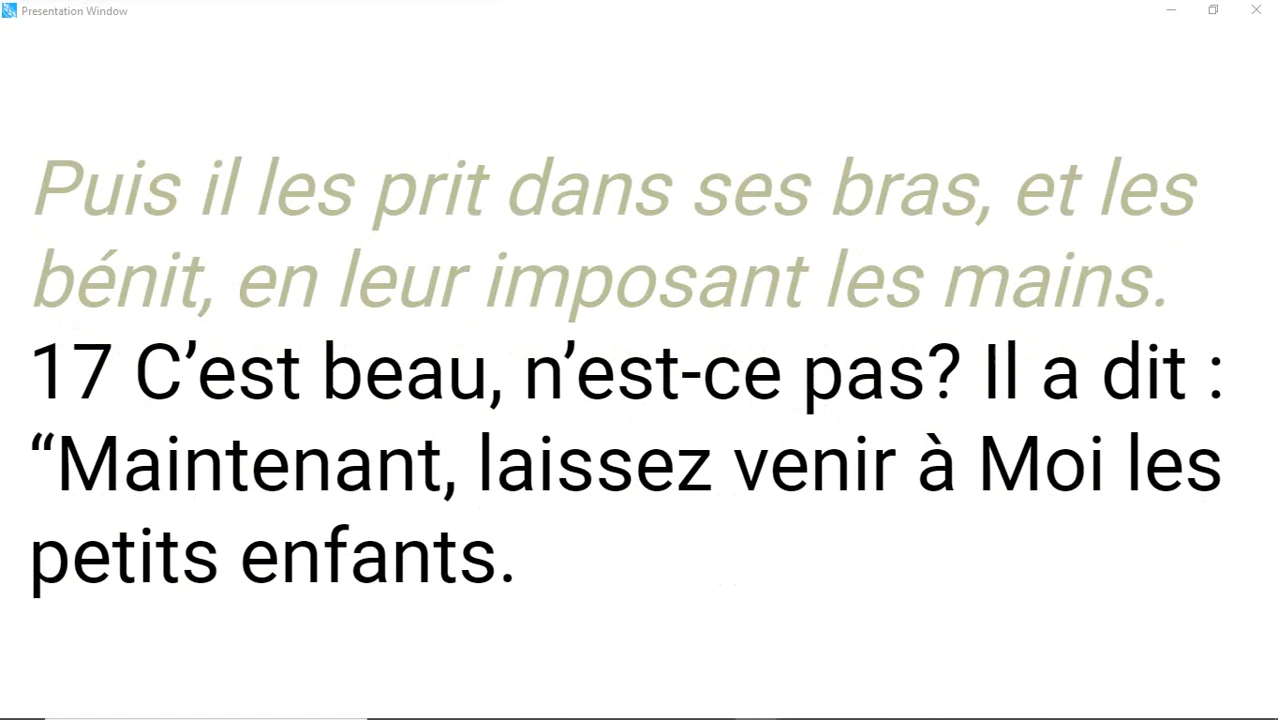 Presentation Window
Puis il les prit dans ses bras, et les
bénit, en leur imposant les mains.
17 C’est beau, n’est-ce pas? Il a dit :
“Maintenant, laissez venir à Moi les
petits enfants.